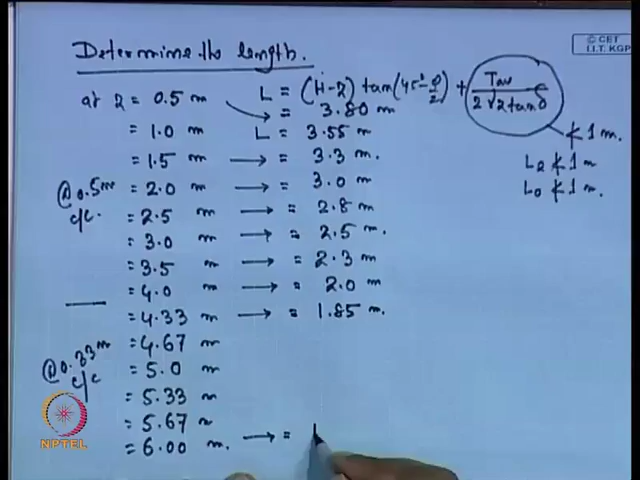 Determine the length.
© CET
I.I.T. KGP
at z = 0.5 m L = (H-z) tan(45°-φ/2) + Tav / 2γz tanδ
= 3.80 m
≮ 1 m.
= 1.0 m L = 3.55 m
= 1.5 m → = 3.3 m. L2 ≮ 1 m
@0.5m c/c. = 2.0 m → = 3.0 m L0 ≮ 1 m.
= 2.5 m → = 2.8 m
= 3.0 m → = 2.5 m.
= 3.5 m → = 2.3 m
= 4.0 m → = 2.0 m
= 4.33 m → = 1.85 m.
= 4.67 m
@0.33m c/c = 5.0 m
= 5.33 m
= 5.67 m
= 6.00 m. → =
NPTEL